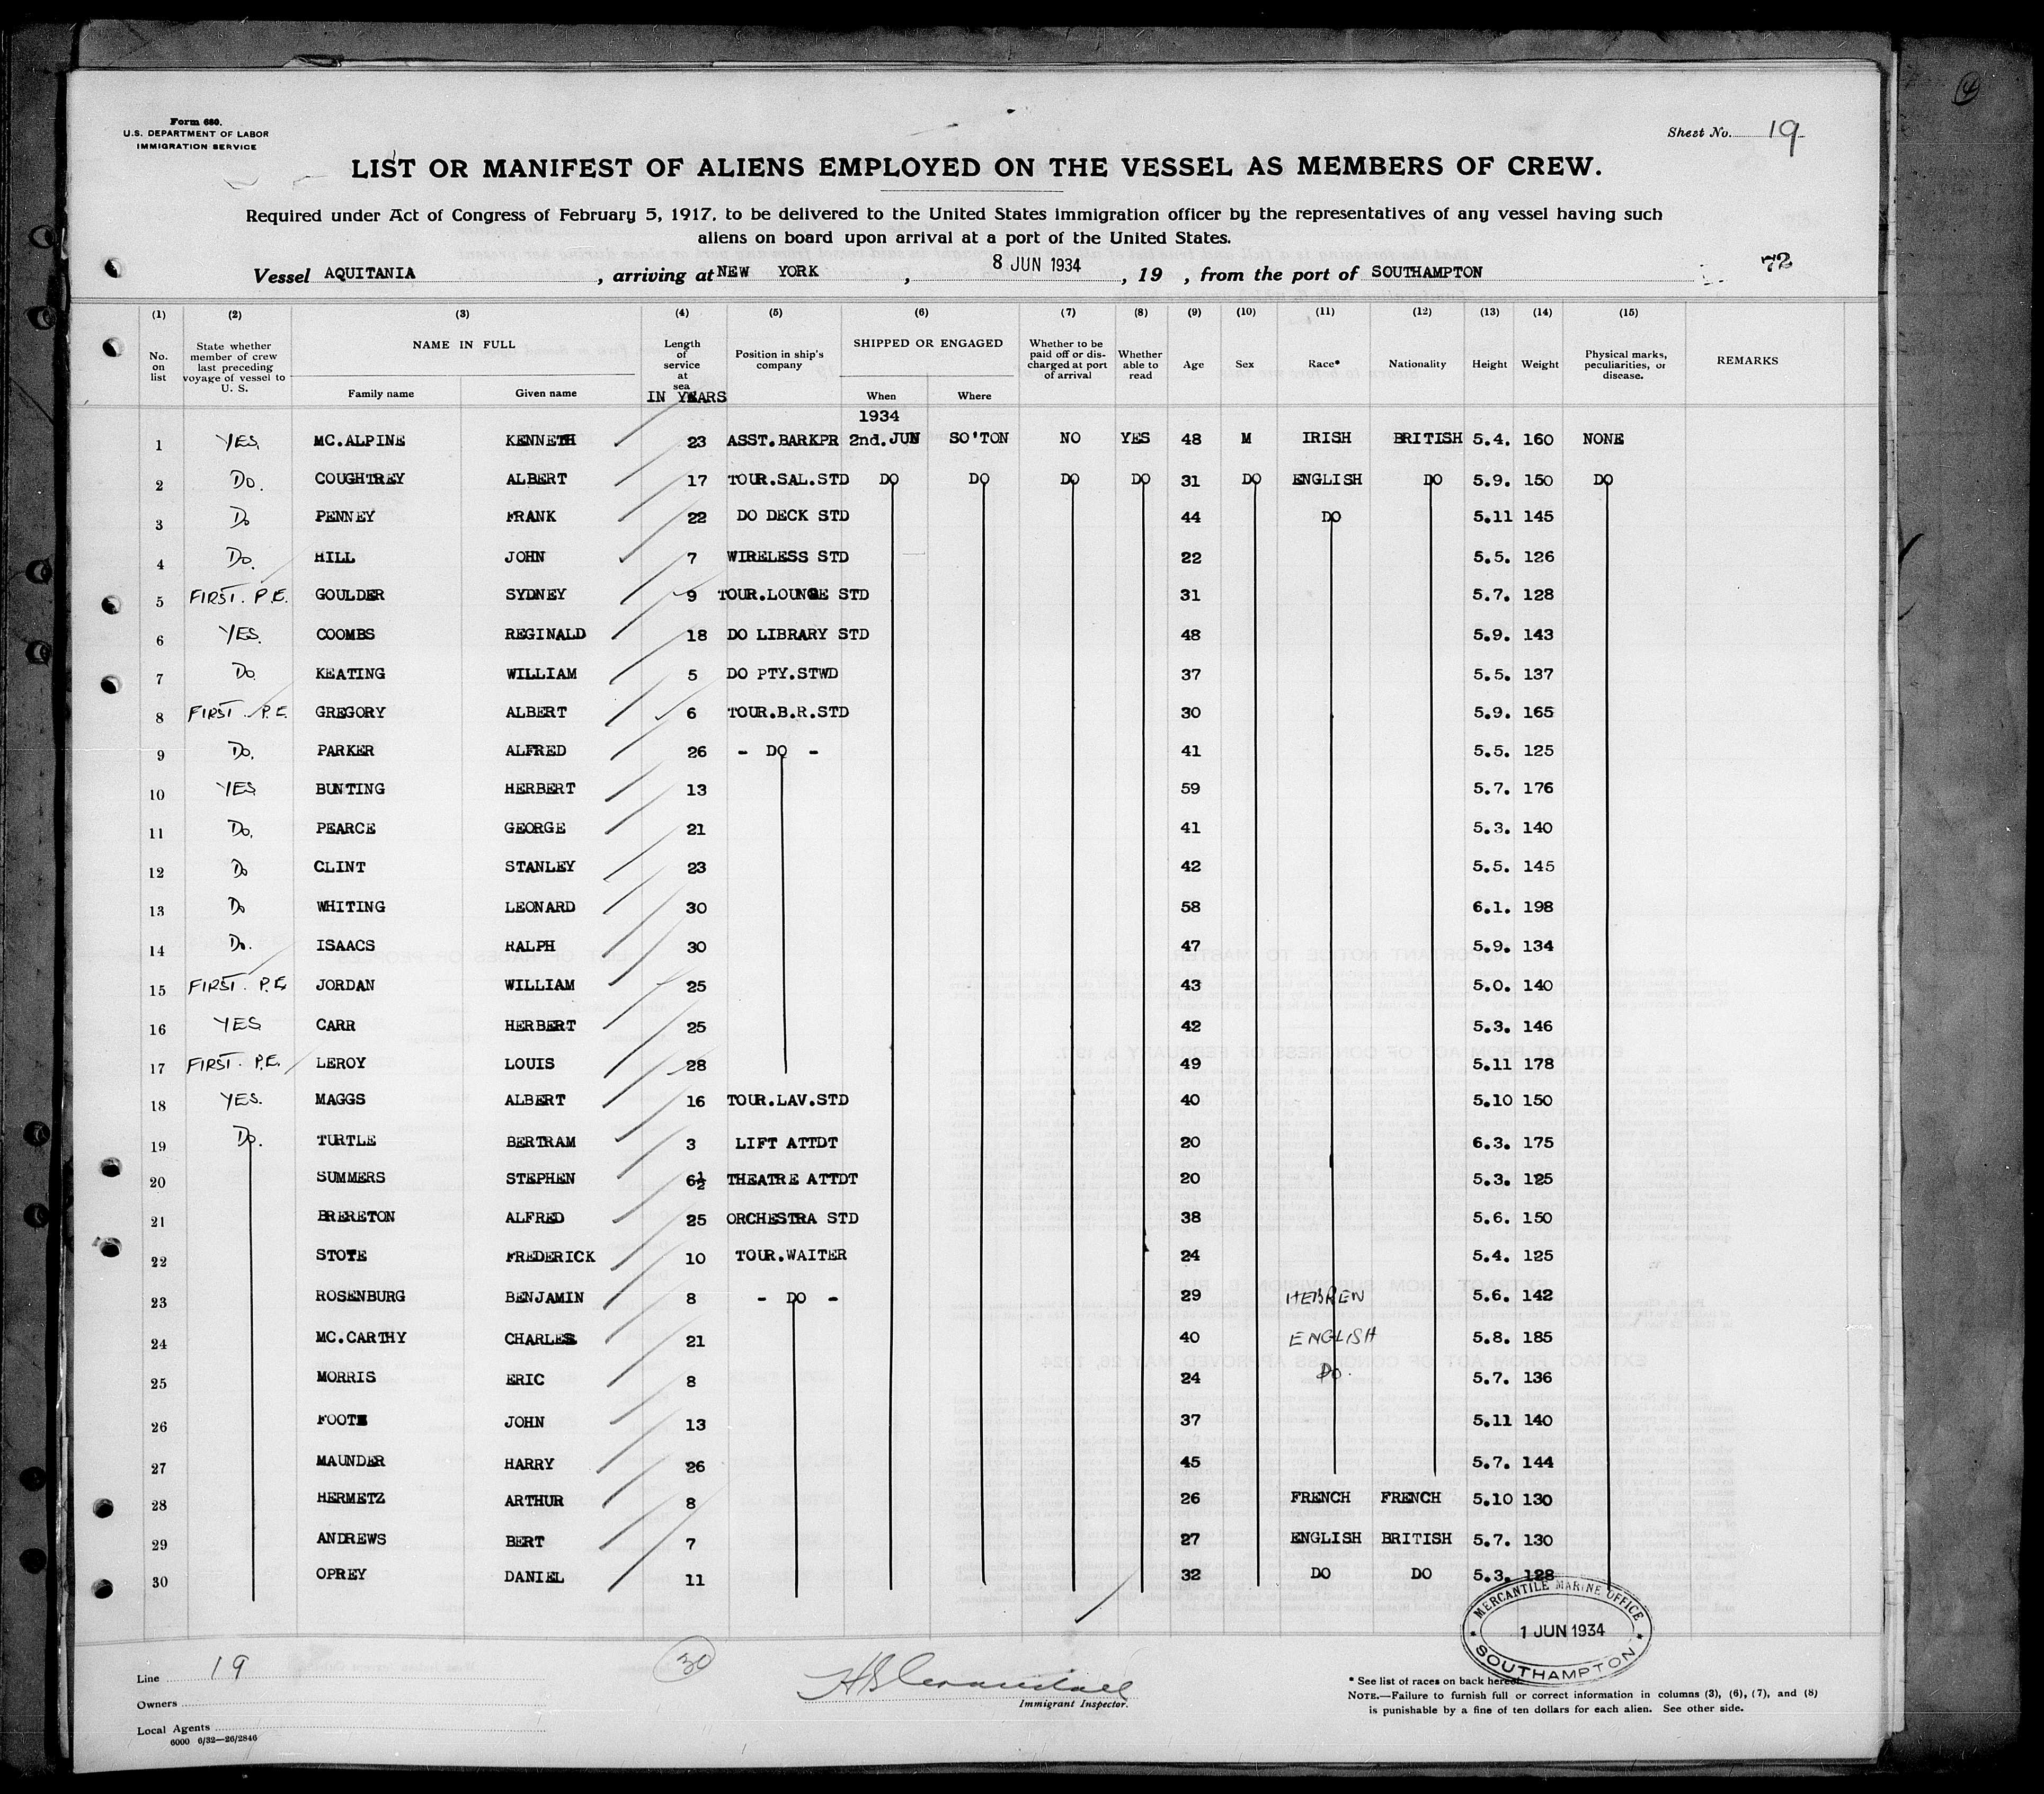 Form 680.
U.S. DEPARTMENT OF LABOR
IMMIGRATION SERVICE
Sheet No. 19
LIST OR MANIFEST OF ALIENS EMPLOYED ON THE VESSEL AS MEMBERS OF CREW.
Required under Act of Congress of February 5, 1917, to be delivered to the United States immigration officer by the representatives of any vessel having such
aliens on board upon arrival at a port of the United States.
Vessel AQUITANIA, arriving at NEW YORK, 8 JUN 1934, 19 , from the port of SOUTHAMPTON 72
(1) (2) (3) (4) (5) (6) (7) (8) (9) (10) (11) (12) (13) (14) (15)
No. on list State whether member of crew last preceding voyage of vessel to U. S. NAME IN FULL Family name Given name Length of service at sea IN YEARS Position in ship's company SHIPPED OR ENGAGED When Where Whether to be paid off or discharged at port of arrival Whether able to read Age Sex Race* Nationality Height Weight Physical marks, peculiarities, or disease. REMARKS
1934
1 YES, MC.ALPINE KENNETH 23 ASST.BARKPR 2nd.JUN SO'TON NO YES 48 M IRISH BRITISH 5.4. 160 NONE
2 Do. COUGHTREY ALBERT 17 TOUR.SAL.STD DO DO DO DO 31 DO ENGLISH DO 5.9. 150 DO
3 Do PENNEY FRANK 22 DO DECK STD 44 DO 5.11 145
4 Do. HILL JOHN 7 WIRELESS STD 22 5.5. 126
5 FIRST. P.E. GOULDER SYDNEY 9 TOUR.LOUNGE STD 31 5.7. 128
6 YES. COOMBS REGINALD 18 DO LIBRARY STD 48 5.9. 143
7 Do KEATING WILLIAM 5 DO PTY.STWD 37 5.5. 137
8 FIRST. P.E. GREGORY ALBERT 6 TOUR.B.R.STD 30 5.9. 165
9 Do. PARKER ALFRED 26 - DO - 41 5.5. 125
10 YES BUNTING HERBERT 13 59 5.7. 176
11 Do. PEARCE GEORGE 21 41 5.3. 140
12 Do CLINT STANLEY 23 42 5.5. 145
13 Do WHITING LEONARD 30 58 6.1. 198
14 Do. ISAACS RALPH 30 47 5.9. 134
15 FIRST. P.E. JORDAN WILLIAM 25 43 5.0. 140
16 YES CARR HERBERT 25 42 5.3. 146
17 FIRST. P.E. LEROY LOUIS 28 49 5.11 178
18 YES. MAGGS ALBERT 16 TOUR.LAV.STD 40 5.10 150
19 Do. TURTLE BERTRAM 3 LIFT ATTDT 20 6.3. 175
20 SUMMERS STEPHEN 6½ THEATRE ATTDT 20 5.3. 125
21 BRERETON ALFRED 25 ORCHESTRA STD 38 5.6. 150
22 STOTE FREDERICK 10 TOUR.WAITER 24 5.4. 125
23 ROSENBURG BENJAMIN 8 - DO - 29 HEBREW 5.6. 142
24 MC.CARTHY CHARLES 21 40 ENGLISH 5.8. 185
25 MORRIS ERIC 8 24 Do. 5.7. 136
26 FOOTE JOHN 13 37 5.11 140
27 MAUNDER HARRY 26 45 5.7. 144
28 HERMETZ ARTHUR 8 26 FRENCH FRENCH 5.10 130
29 ANDREWS BERT 7 27 ENGLISH BRITISH 5.7. 130
30 OPREY DANIEL 11 32 DO DO 5.3. 128
MERCANTILE MARINE OFFICE
1 JUN 1934
SOUTHAMPTON
Line 19
30
Immigrant Inspector.
Owners
Local Agents
6000 6/32—26/2846
* See list of races on back hereof.
NOTE.—Failure to furnish full or correct information in columns (3), (6), (7), and (8)
is punishable by a fine of ten dollars for each alien. See other side.